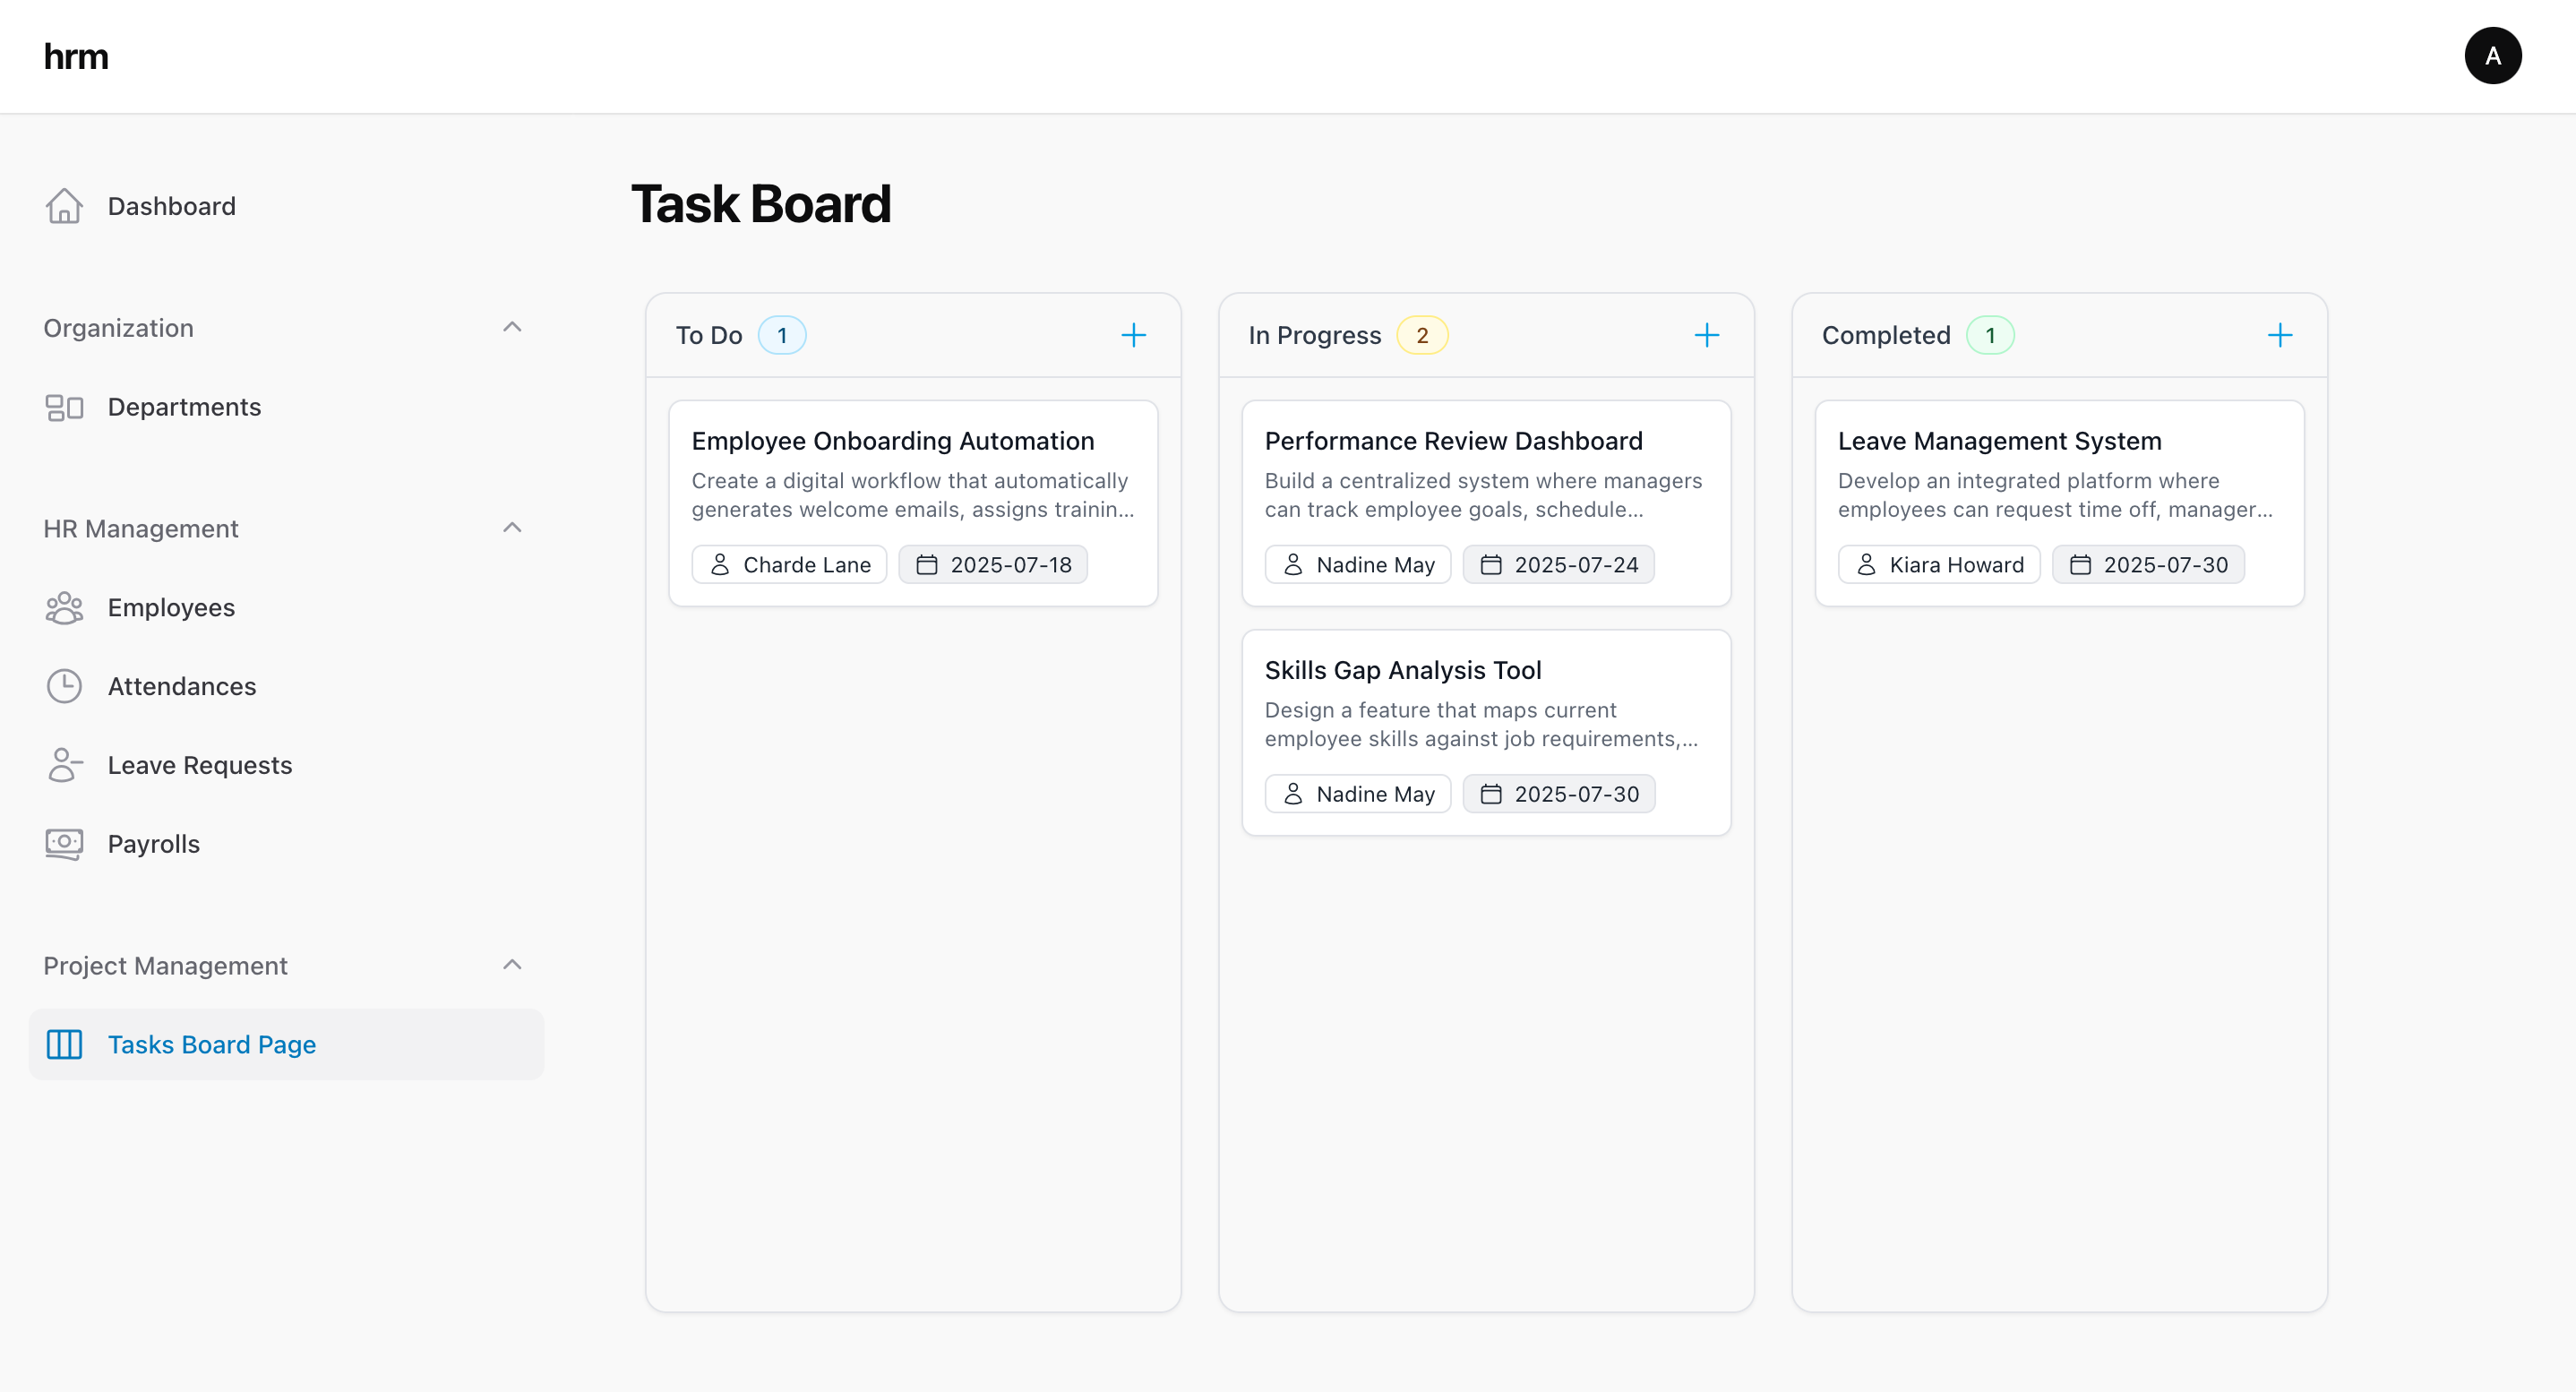 hrm
A
Dashboard
Organization
Departments
HR Management
Employees
Attendances
Leave Requests
Payrolls
Project Management
Tasks Board Page
Task Board
To Do 1
Employee Onboarding Automation
Create a digital workflow that automatically
generates welcome emails, assigns trainin...
Charde Lane 2025-07-18
In Progress 2
Performance Review Dashboard
Build a centralized system where managers
can track employee goals, schedule...
Nadine May 2025-07-24
Skills Gap Analysis Tool
Design a feature that maps current
employee skills against job requirements,...
Nadine May 2025-07-30
Completed 1
Leave Management System
Develop an integrated platform where
employees can request time off, manager...
Kiara Howard 2025-07-30